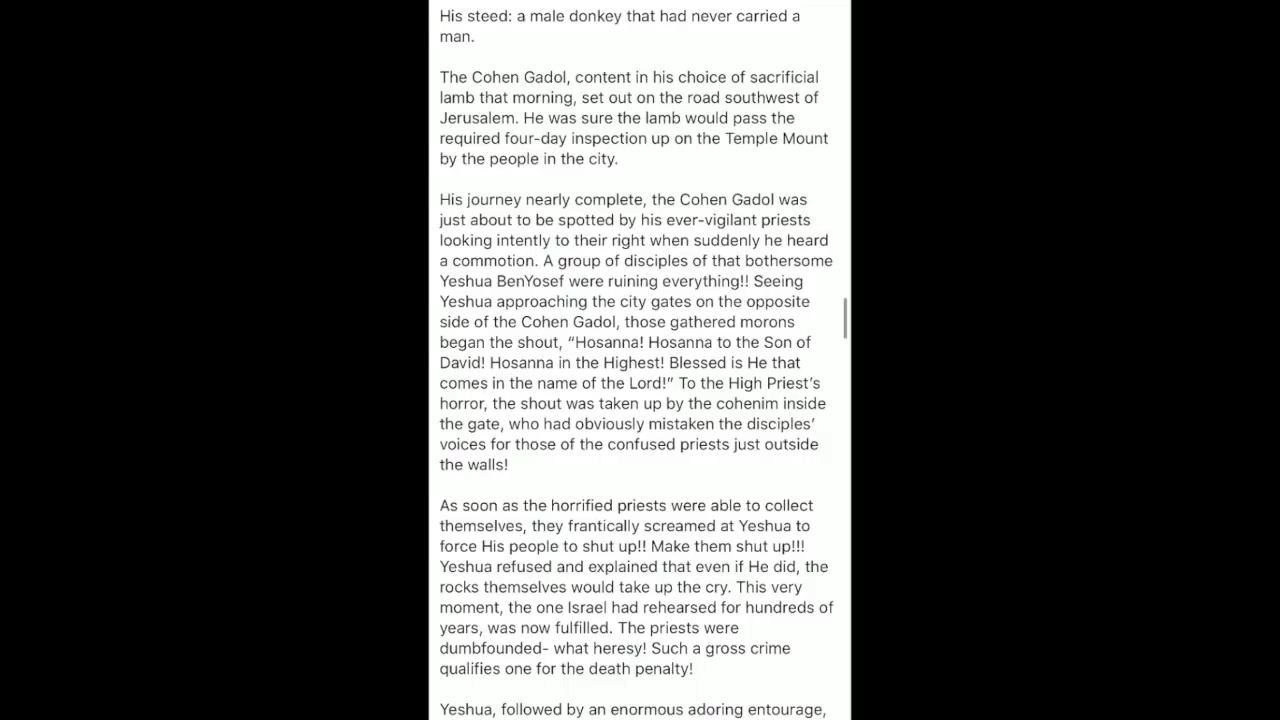 His steed: a male donkey that had never carried a
man.
The Cohen Gadol, content in his choice of sacrificial
lamb that morning, set out on the road southwest of
Jerusalem. He was sure the lamb would pass the
required four-day inspection up on the Temple Mount
by the people in the city.
His journey nearly complete, the Cohen Gadol was
just about to be spotted by his ever-vigilant priests
looking intently to their right when suddenly he heard
a commotion. A group of disciples of that bothersome
Yeshua BenYosef were ruining everything!! Seeing
Yeshua approaching the city gates on the opposite
side of the Cohen Gadol, those gathered morons
began the shout, “Hosanna! Hosanna to the Son of
David! Hosanna in the Highest! Blessed is He that
comes in the name of the Lord!” To the High Priest’s
horror, the shout was taken up by the cohenim inside
the gate, who had obviously mistaken the disciples’
voices for those of the confused priests just outside
the walls!
As soon as the horrified priests were able to collect
themselves, they frantically screamed at Yeshua to
force His people to shut up!! Make them shut up!!!
Yeshua refused and explained that even if He did, the
rocks themselves would take up the cry. This very
moment, the one Israel had rehearsed for hundreds of
years, was now fulfilled. The priests were
dumbfounded- what heresy! Such a gross crime
qualifies one for the death penalty!
Yeshua, followed by an enormous adoring entourage,